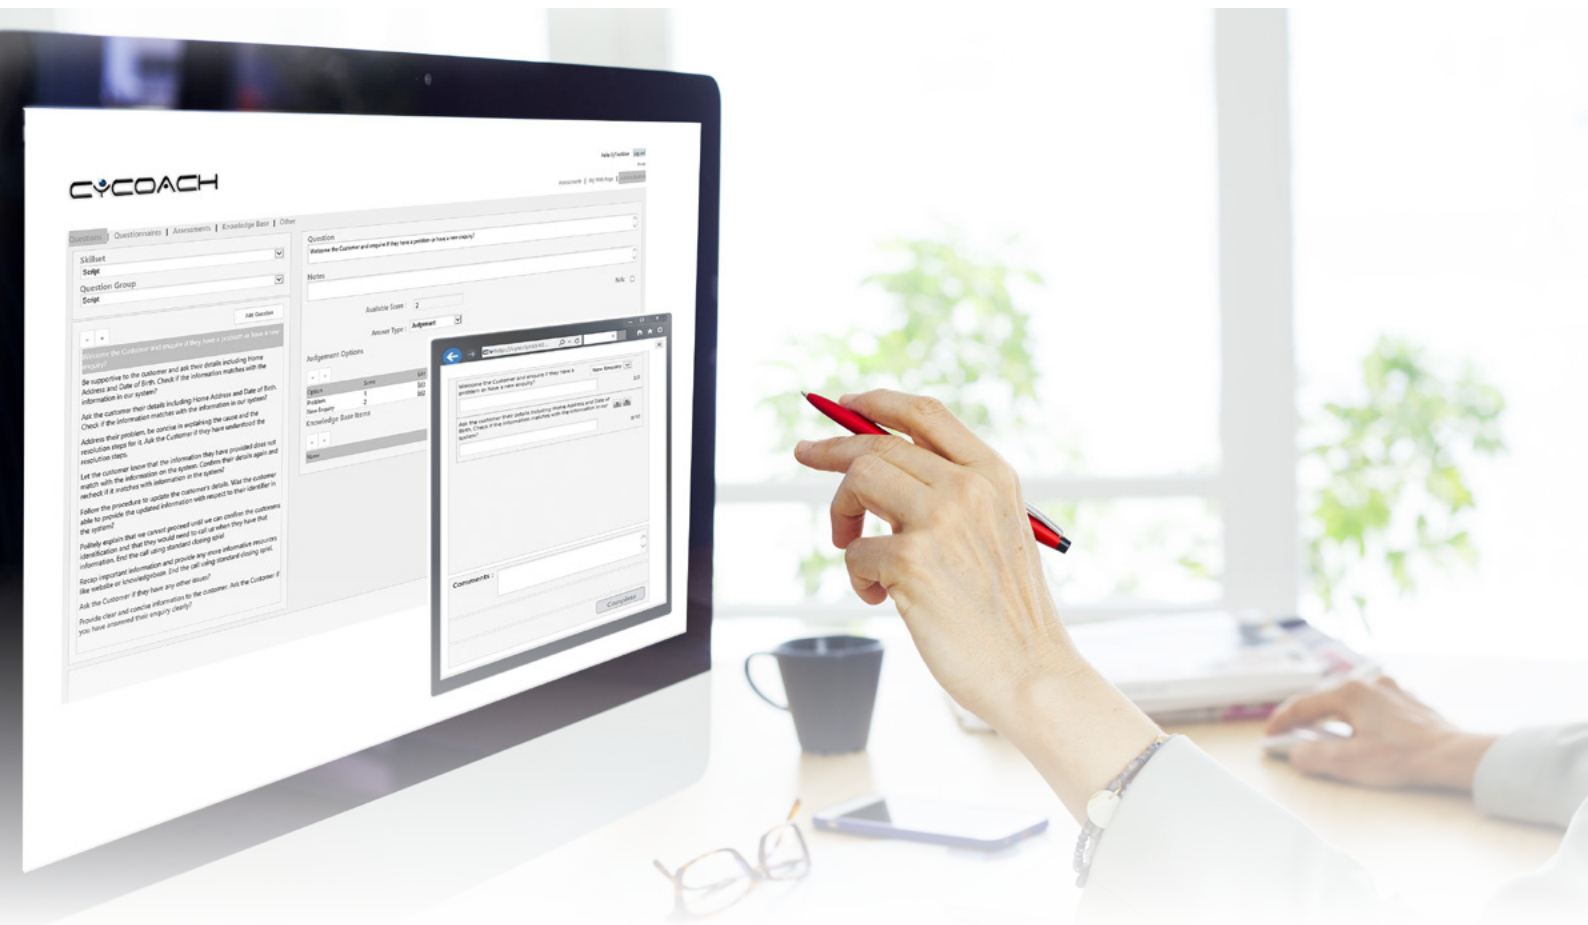 Hello
Log out
Print
CYCOACH
Assessments | My Web Page |
Questions | Questionnaires | Assessments | Knowledge Base | Other
Skillset
Script
Question Group
Script
Add Question
Welcome the Customer and enquire if they have a problem or have a new
enquiry?
Be supportive to the customer and ask their details including Home
Address and Date of Birth. Check if the information matches with the
information in our system?
Ask the customer their details including Home Address and Date of Birth.
Check if the information matches with the information in our system?
Address their problem, be concise in explaining the cause and the
resolution steps for it. Ask the Customer if they have understood the
resolution steps.
Let the customer know that the information they have provided does not
match with the information on the system. Confirm their details again and
recheck if it matches with information in the system?
Follow the procedure to update the customer's details. Was the customer
able to provide the updated information with respect to their identifier in
the system?
Politely explain that we cannot proceed until we can confirm the customers
identification and that they would need to call us when they have that
information. End the call using standard closing spiel
Recap important information and provide any more informative resources
like website or knowledgebase. End the call using standard closing spiel.
Ask the Customer if they have any other issues?
Provide clear and concise information to the customer. Ask the Customer if
you have answered their enquiry clearly?
Question
Welcome the Customer and enquire if they have a problem or have a new enquiry?
Notes
N/A:
Available Score : 2
Answer Type : Judgement
Judgement Options
Option Score Edit
Problem 1 Edit
New Enquiry 2 Edit
Knowledge Base Items
Name
Welcome the Customer and enquire if they have a
problem or have a new enquiry?
New Enquiry
Ask the customer their details including Home Address and Date of
Birth. Check if the information matches with the information in our
system?
Comments :
Complete